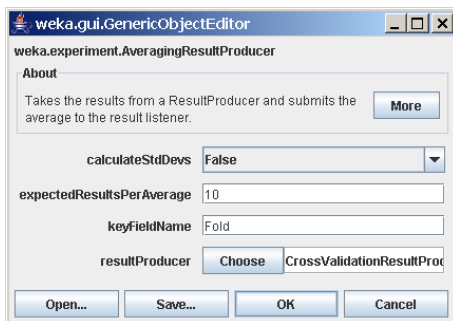 weka.gui.GenericObjectEditor
weka.experiment.AveragingResultProducer
About
Takes the results from a ResultProducer and submits the
average to the result listener.
More
calculateStdDevs False
expectedResultsPerAverage 10
keyFieldName Fold
resultProducer Choose CrossValidationResultProd
Open... Save... OK Cancel